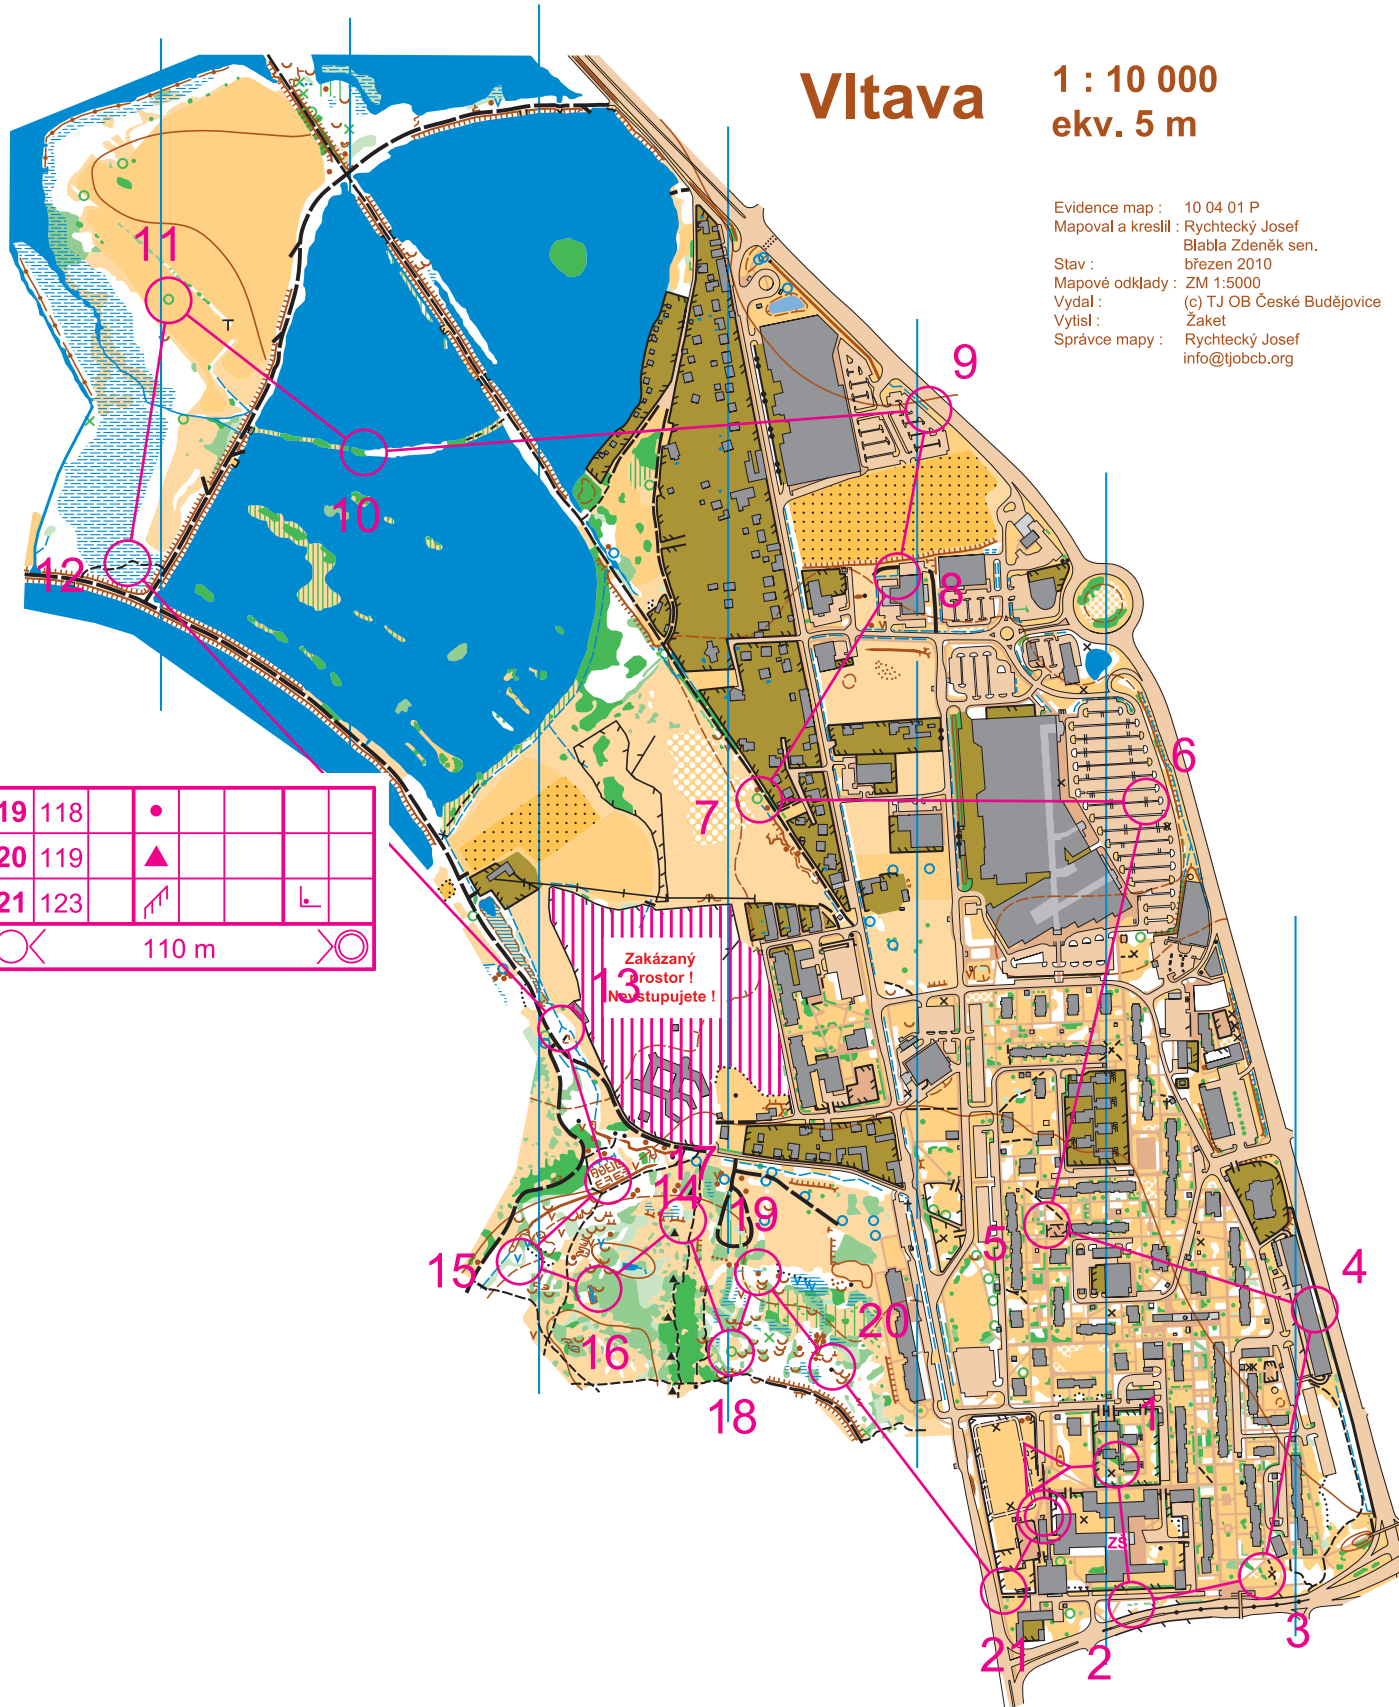 Vltava
1 : 10 000
ekv. 5 m
Evidence map : 10 04 01 P
Mapoval a kreslil : Rychtecký Josef
Blabla Zdeněk sen.
Stav : březen 2010
Mapové odklady : ZM 1:5000
Vydal : (c) TJ OB České Budějovice
Vytisl : Žaket
Správce mapy : Rychtecký Josef
info@tjobcb.org
11
9
10
12
8
6
7
19 118
20 119
21 123
110 m
Zakázaný
prostor !
Nevstupujete !
13
17
14
19
5
15
4
20
16
18
1
ZŠ
3
21
2